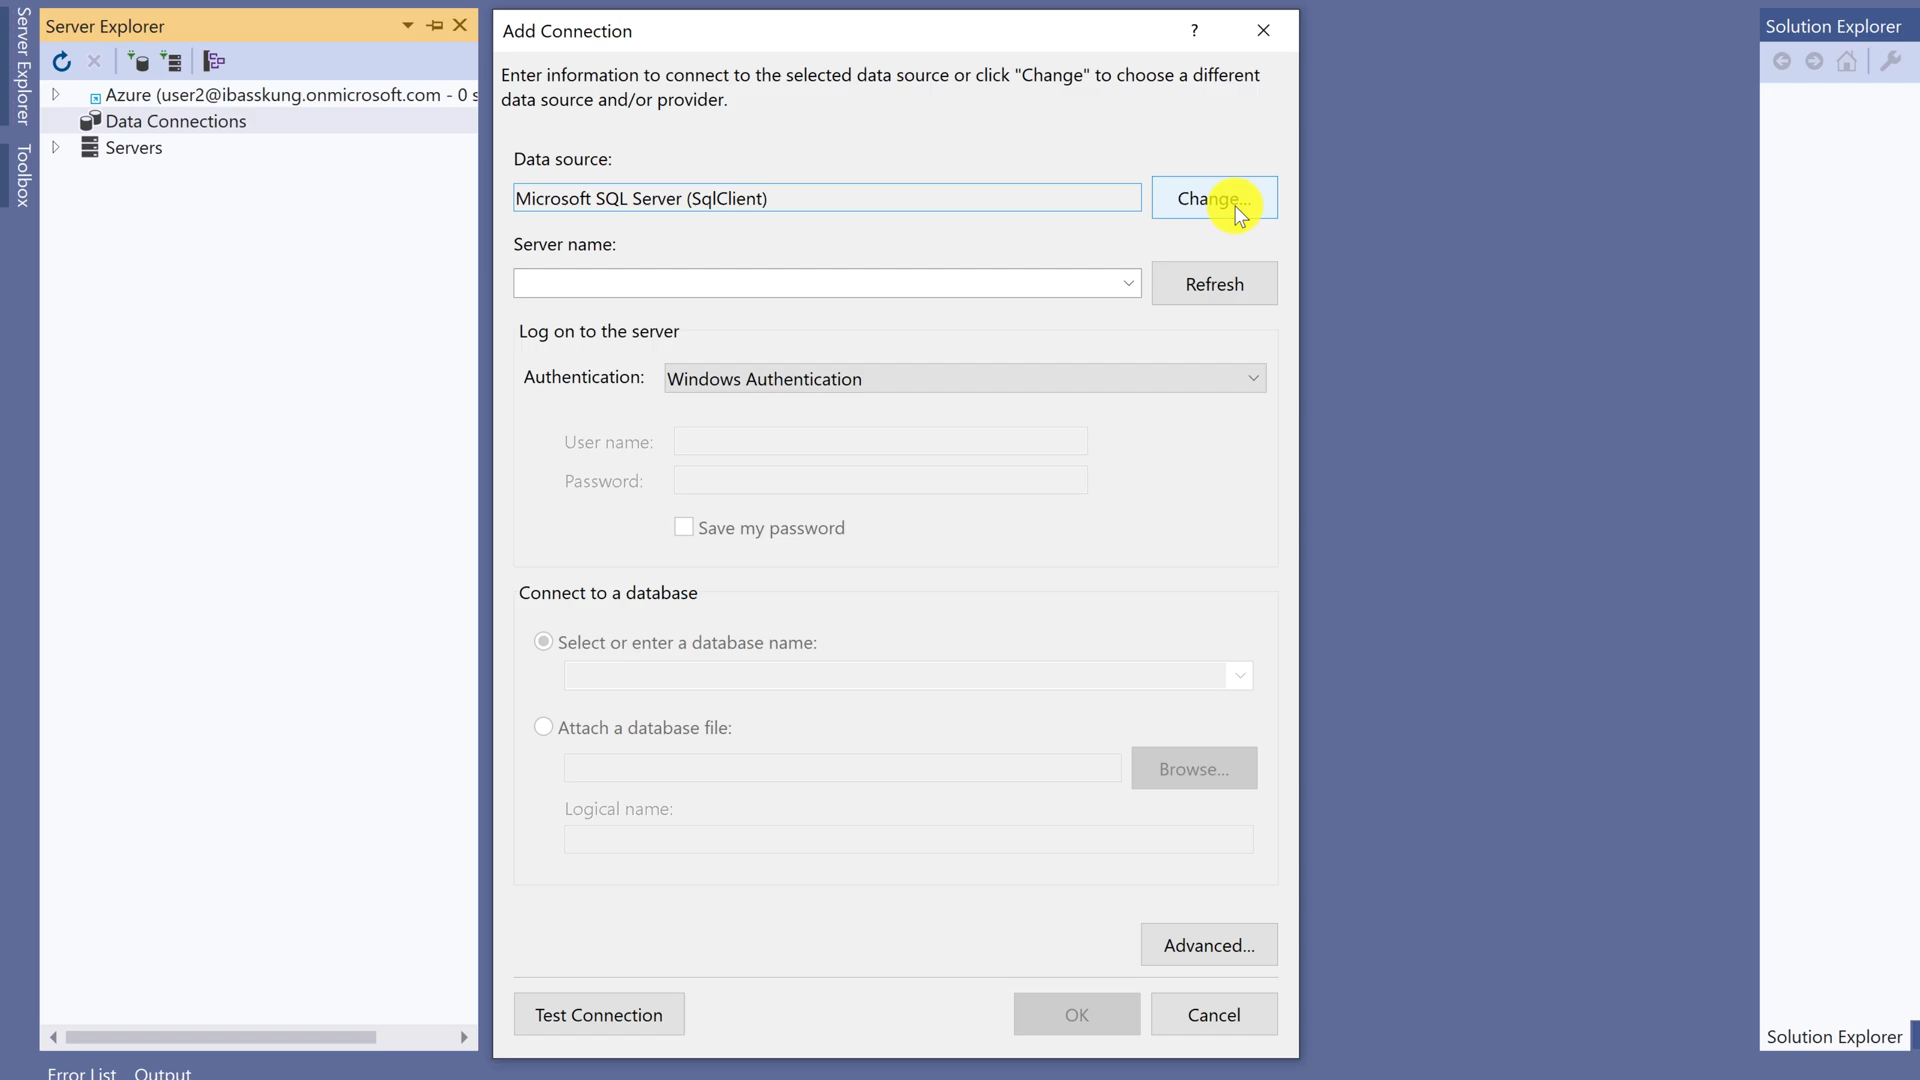 Server Explorer
Toolbox
Server Explorer
Azure (user2@ibasskung.onmicrosoft.com - 0 s
Data Connections
Servers
Add Connection
?
Enter information to connect to the selected data source or click "Change" to choose a different
data source and/or provider.
Data source:
Microsoft SQL Server (SqlClient)
Change...
Server name:
Refresh
Log on to the server
Authentication:
Windows Authentication
User name:
Password:
Save my password
Connect to a database
Select or enter a database name:
Attach a database file:
Browse...
Logical name:
Advanced...
Test Connection
OK
Cancel
Solution Explorer
Solution Explorer
Error List
Output